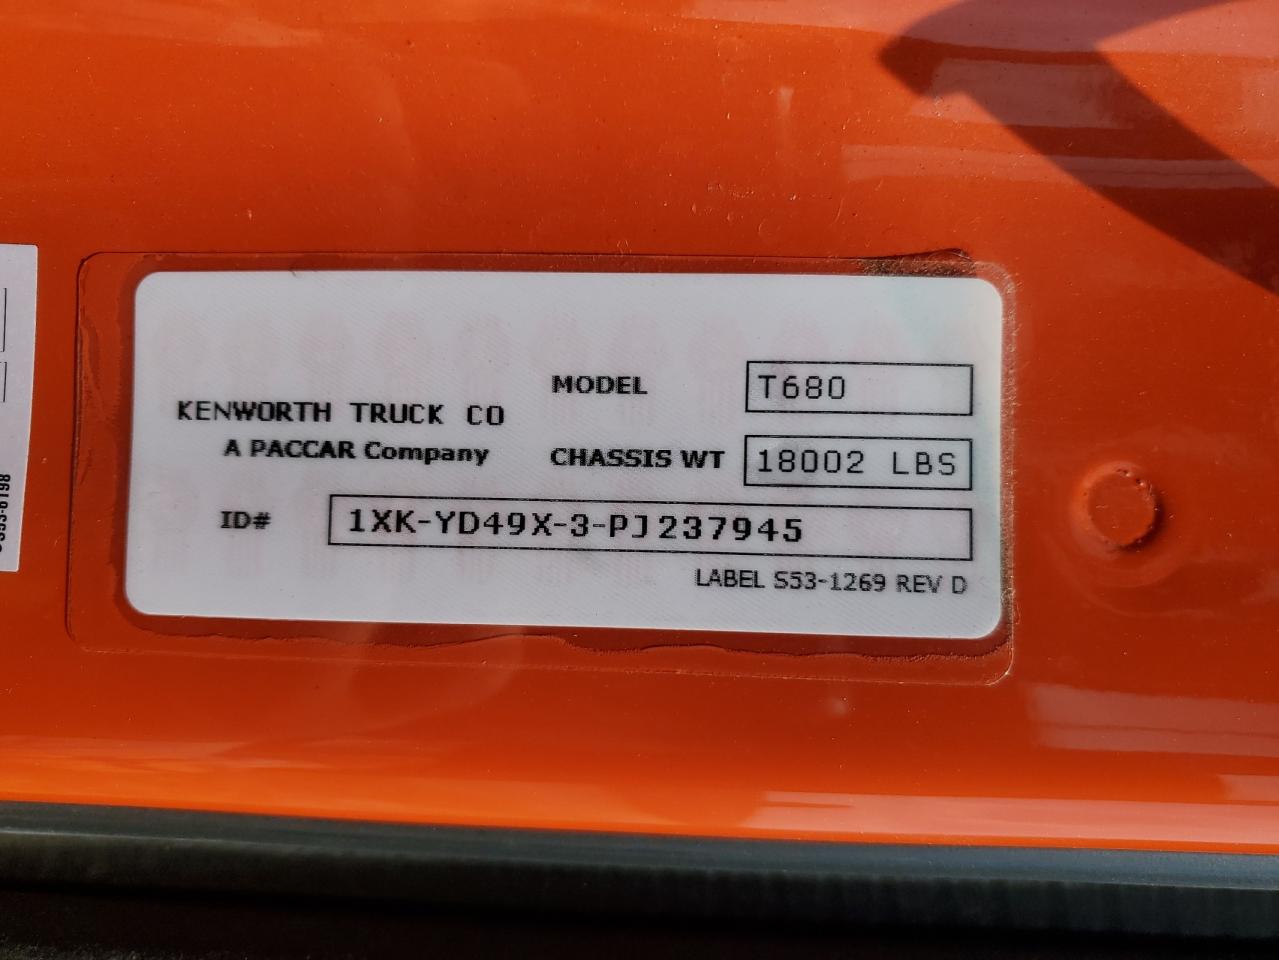 KENWORTH TRUCK CO
A PACCAR Company
MODEL T680
CHASSIS WT 18002 LBS
ID# 1XK-YD49X-3-PJ237945
LABEL S53-1269 REV D